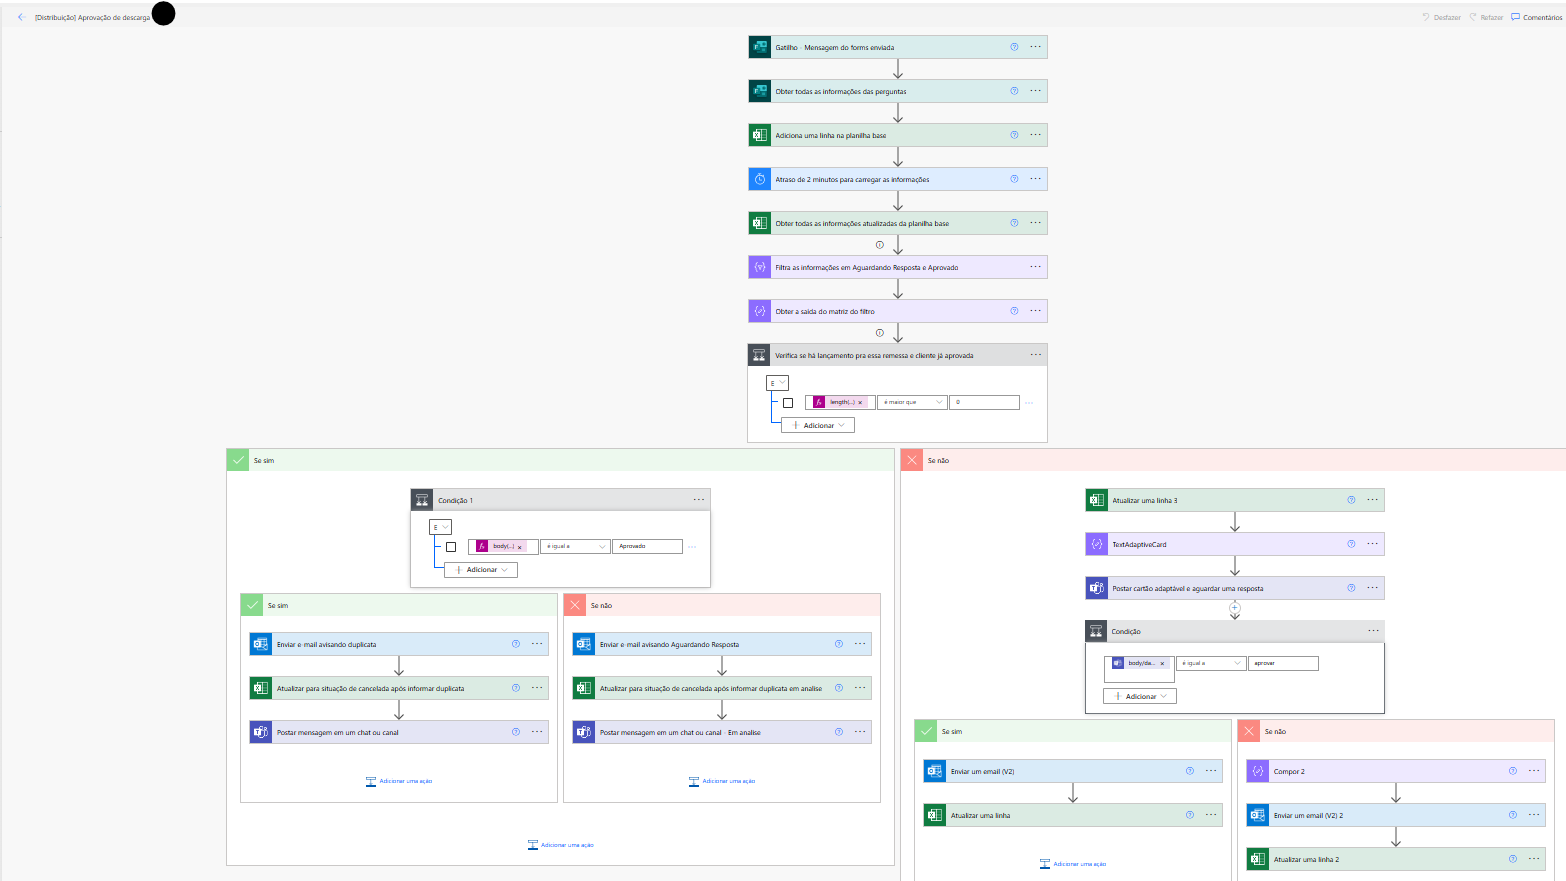 [Distribuição] Aprovação de descarga
Desfazer
Refazer
Comentários
Gatilho - Mensagem do forms enviada
Obter todas as informações das perguntas
Adiciona uma linha na planilha base
Atraso de 2 minutos para carregar as informações
Obter todas as informações atualizadas da planilha base
Filtra as informações em Aguardando Resposta e Aprovado
Obter a saida do matriz do filtro
Verifica se há lançamento pra essa remessa e cliente já aprovada
E
length(...) x é maior que 0
Adicionar
Se sim
Condição 1
E
body(...) x é igual a Aprovado
Adicionar
Se sim
Enviar e-mail avisando duplicata
Atualizar para situação de cancelada após informar duplicata
Postar mensagem em um chat ou canal
Adicionar uma ação
Se não
Enviar e-mail avisando Aguardando Resposta
Atualizar para situação de cancelada após informar duplicata em analise
Postar mensagem em um chat ou canal - Em analise
Adicionar uma ação
Adicionar uma ação
Se não
Atualizar uma linha 3
TextAdaptiveCard
Postar cartão adaptável e aguardar uma resposta
Condição
body/da... x é igual a aprovar
Adicionar
Se sim
Enviar um email (V2)
Atualizar uma linha
Adicionar uma ação
Se não
Compor 2
Enviar um email (V2) 2
Atualizar uma linha 2